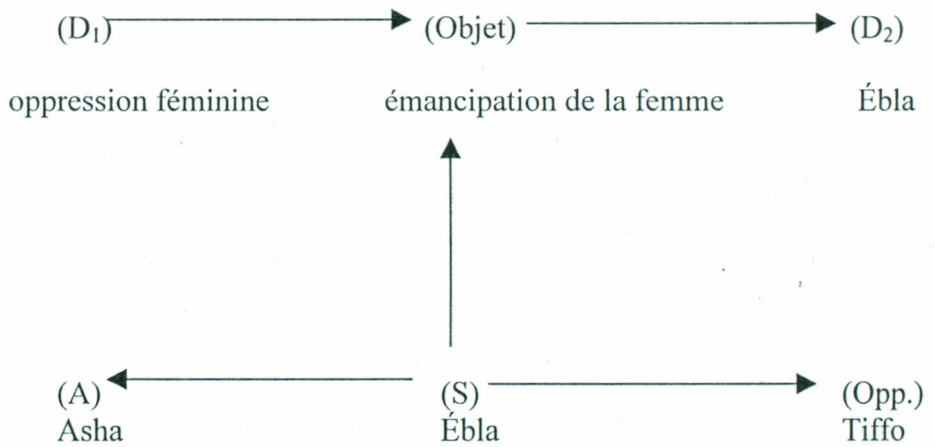 (D₁) (Objet) (D₂)
oppression féminine émancipation de la femme Ébla
(A) (S) (Opp.)
Asha Ébla Tiffo